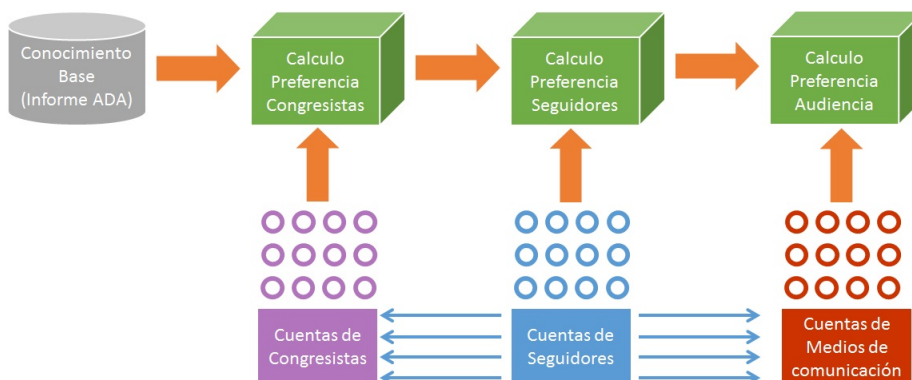 Conocimiento
Base
(Informe ADA)
Calculo
Preferencia
Congresistas
Calculo
Preferencia
Seguidores
Calculo
Preferencia
Audiencia
Cuentas de
Congresistas
Cuentas de
Seguidores
Cuentas de
Medios de
comunicación